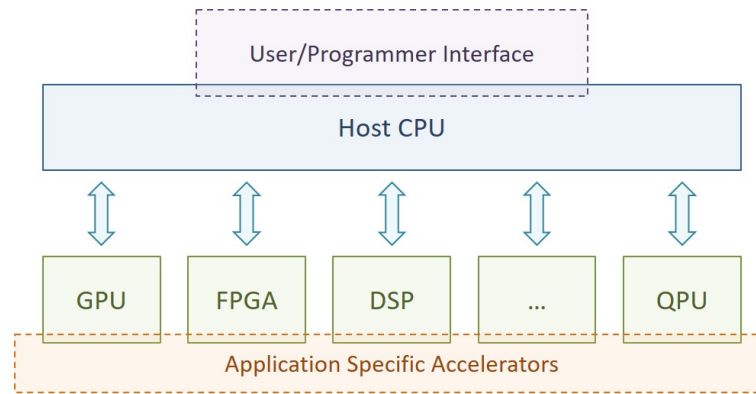 User/Programmer Interface
Host CPU
GPU FPGA DSP ... QPU
Application Specific Accelerators